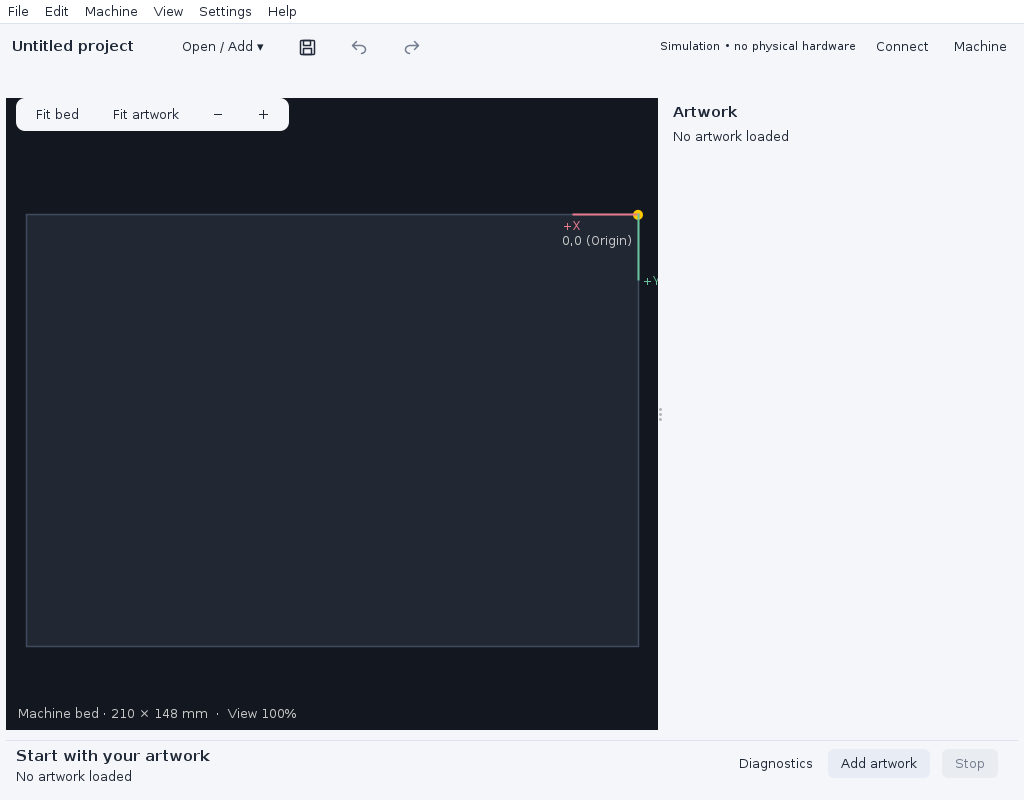 File Edit Machine View Settings Help
Untitled project Open / Add ▾ Simulation • no physical hardware Connect Machine
Fit bed Fit artwork − +
Artwork
No artwork loaded
+X
0,0 (Origin)
+Y
Machine bed · 210 × 148 mm · View 100%
Start with your artwork
No artwork loaded
Diagnostics Add artwork Stop